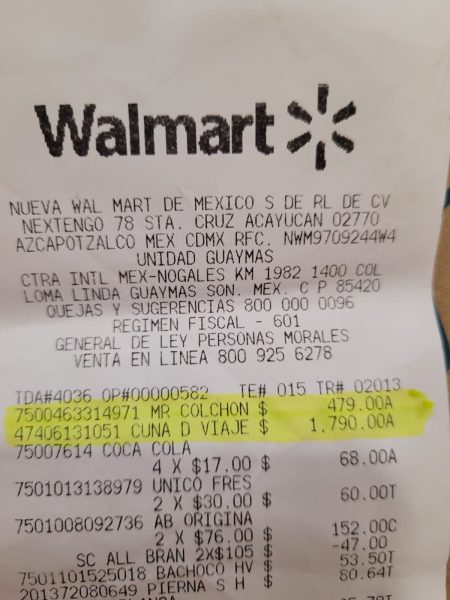 Walmart
NUEVA WAL MART DE MEXICO S DE RL DE CV
NEXTENGO 78 STA. CRUZ ACAYUCAN 02770
AZCAPOTZALCO MEX CDMX RFC. NWM9709244W4
UNIDAD GUAYMAS
CTRA INTL MEX-NOGALES KM 1982 1400 COL
LOMA LINDA GUAYMAS SON. MEX. C P 85420
QUEJAS Y SUGERENCIAS 800 000 0096
REGIMEN FISCAL - 601
GENERAL DE LEY PERSONAS MORALES
VENTA EN LINEA 800 925 6278
TDA#4036 OP#00000582 TE# 015 TR# 02013
7500463314971 MR COLCHON $ 479.00A
47406131051 CUNA D VIAJE $ 1,790.00A
75007614 COCA COLA
4 X $17.00 $ 68.00A
7501013138979 UNICO FRES
2 X $30.00 $ 60.00T
7501008092736 AB ORIGINA
2 X $76.00 $ 152.00C
SC ALL BRAN 2X$105 $ -47.00
7501101525018 BACHOCO HV $ 53.50T
201372080649 PIERNA S H $ 80.64T